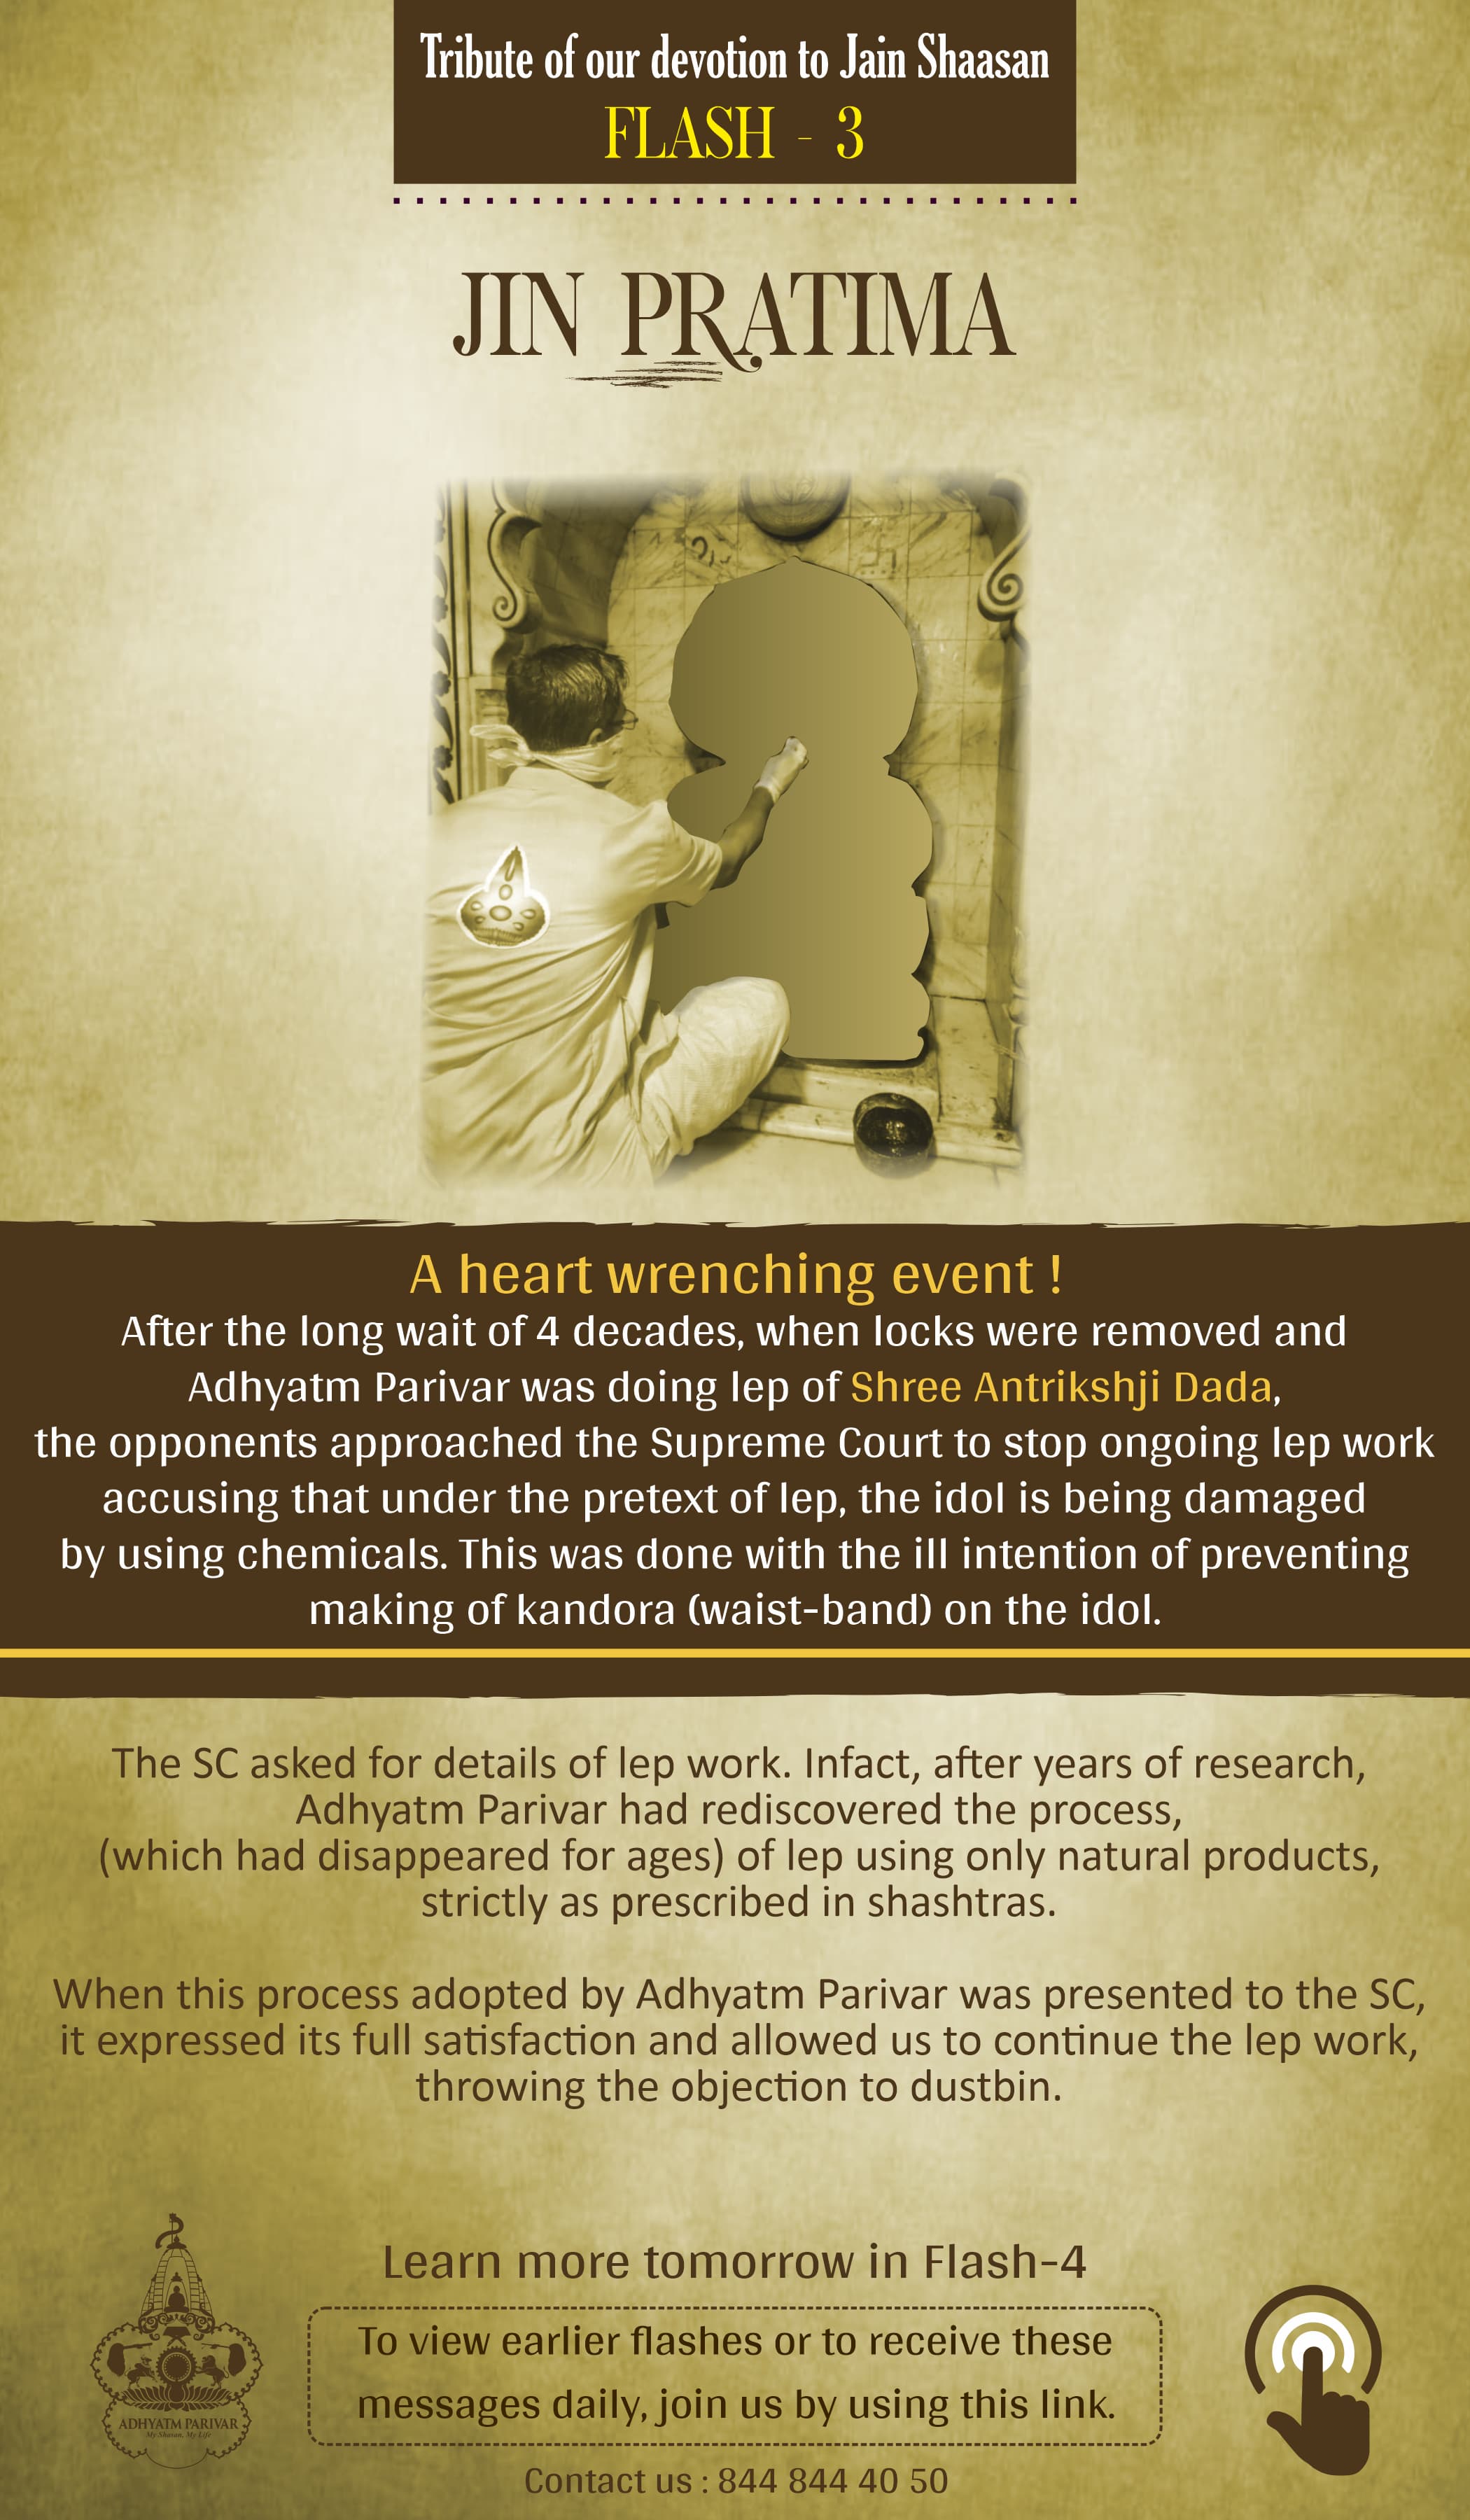 Tribute of our devotion to Jain Shaasan
FLASH - 3
JIN PRATIMA
A heart wrenching event !
After the long wait of 4 decades, when locks were removed and
Adhyatm Parivar was doing lep of Shree Antrikshji Dada,
the opponents approached the Supreme Court to stop ongoing lep work
accusing that under the pretext of lep, the idol is being damaged
by using chemicals. This was done with the ill intention of preventing
making of kandora (waist-band) on the idol.
The SC asked for details of lep work. Infact, after years of research,
Adhyatm Parivar had rediscovered the process,
(which had disappeared for ages) of lep using only natural products,
strictly as prescribed in shashtras.
When this process adopted by Adhyatm Parivar was presented to the SC,
it expressed its full satisfaction and allowed us to continue the lep work,
throwing the objection to dustbin.
Learn more tomorrow in Flash-4
To view earlier flashes or to receive these
messages daily, join us by using this link.
ADHYATM PARIVAR
My Shasan, My Life
Contact us : 844 844 40 50